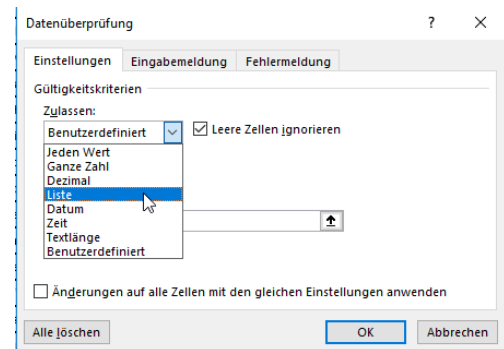 Datenüberprüfung ? ×
Einstellungen Eingabemeldung Fehlermeldung
Gültigkeitskriterien
Zulassen:
Benutzerdefiniert Leere Zellen ignorieren
Jeden Wert
Ganze Zahl
Dezimal
Liste
Datum
Zeit
Textlänge
Benutzerdefiniert
Änderungen auf alle Zellen mit den gleichen Einstellungen anwenden
Alle löschen OK Abbrechen